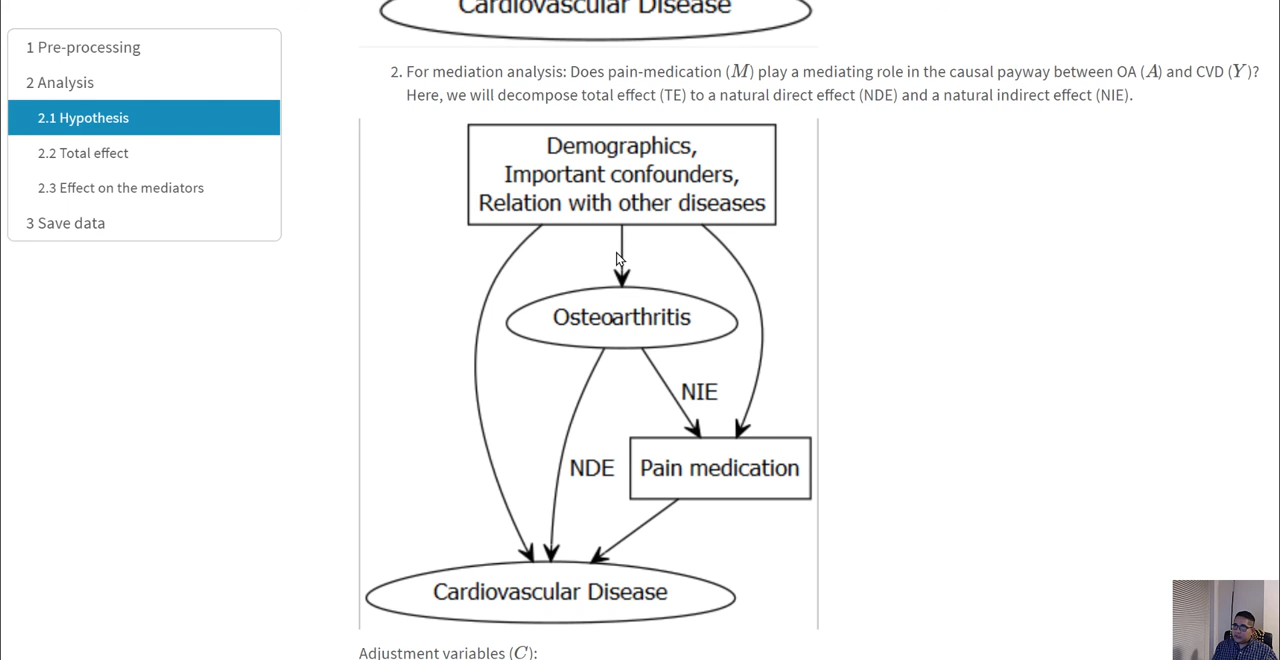 Cardiovascular Disease
1 Pre-processing
2 Analysis
2.1 Hypothesis
2.2 Total effect
2.3 Effect on the mediators
3 Save data
2. For mediation analysis: Does pain-medication (M) play a mediating role in the causal payway between OA (A) and CVD (Y)?
Here, we will decompose total effect (TE) to a natural direct effect (NDE) and a natural indirect effect (NIE).
Demographics,
Important confounders,
Relation with other diseases
Osteoarthritis
NIE
NDE
Pain medication
Cardiovascular Disease
Adjustment variables (C):